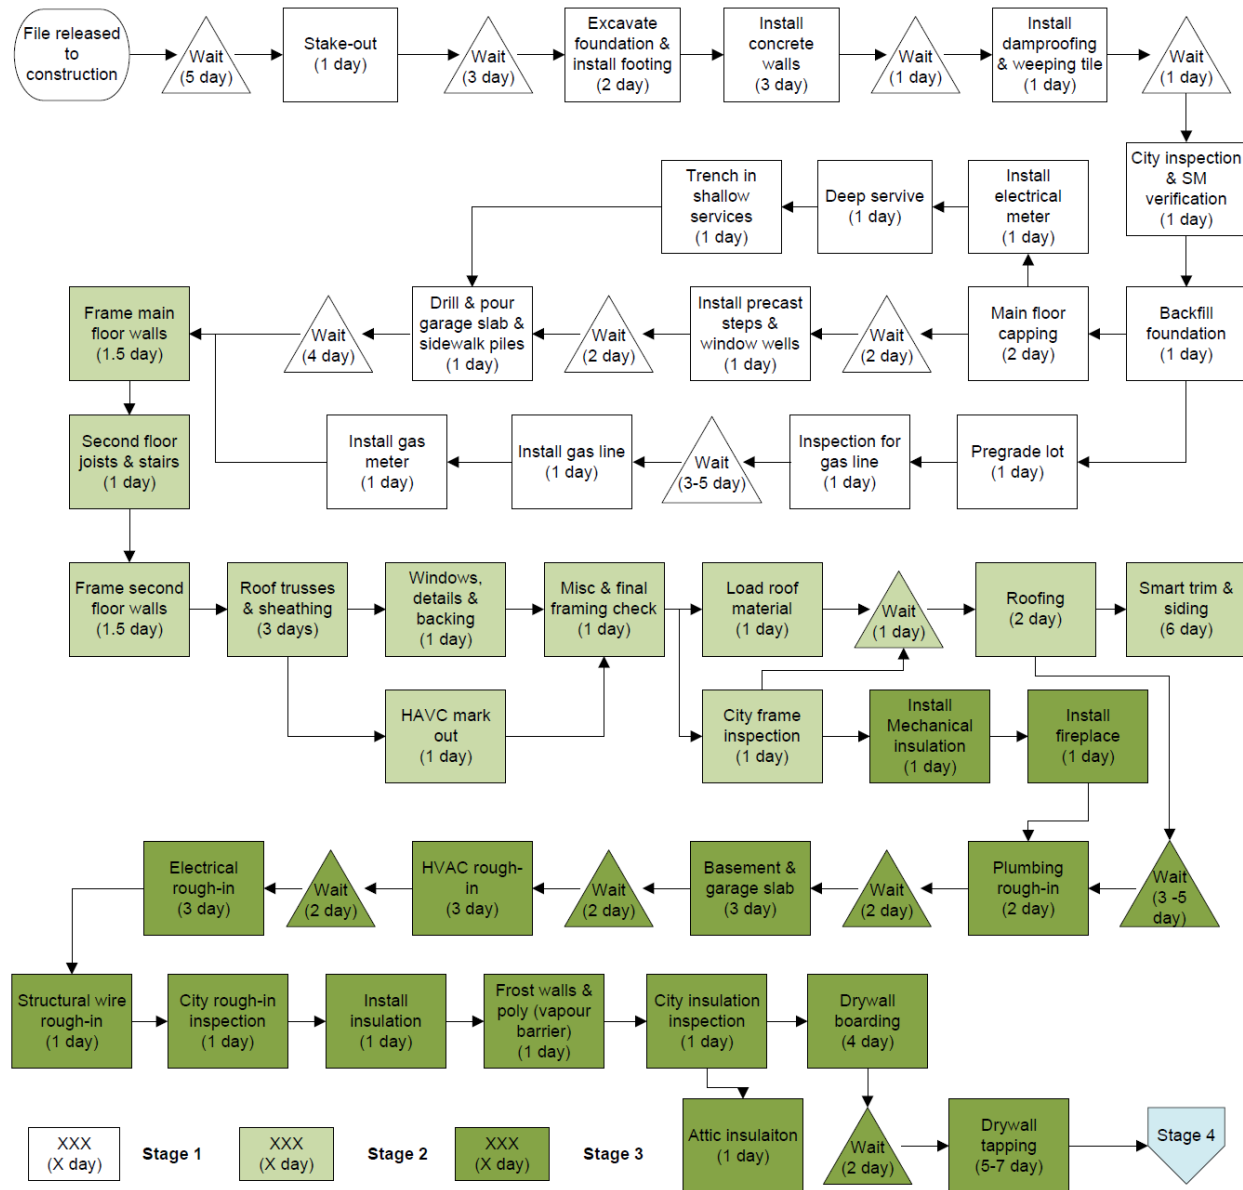 File released
to
construction
Wait
(5 day)
Stake-out
(1 day)
Wait
(3 day)
Excavate
foundation &
install footing
(2 day)
Install
concrete
walls
(3 day)
Wait
(1 day)
Install
damproofing
& weeping tile
(1 day)
Wait
(1 day)
City inspection
& SM
verification
(1 day)
Trench in
shallow
services
(1 day)
Deep servive
(1 day)
Install
electrical
meter
(1 day)
Frame main
floor walls
(1.5 day)
Wait
(4 day)
Drill & pour
garage slab &
sidewalk piles
(1 day)
Wait
(2 day)
Install precast
steps &
window wells
(1 day)
Wait
(2 day)
Main floor
capping
(2 day)
Backfill
foundation
(1 day)
Second floor
joists & stairs
(1 day)
Install gas
meter
(1 day)
Install gas line
(1 day)
Wait
(3-5 day)
Inspection for
gas line
(1 day)
Pregrade lot
(1 day)
Frame second
floor walls
(1.5 day)
Roof trusses
& sheathing
(3 days)
Windows,
details &
backing
(1 day)
Misc & final
framing check
(1 day)
Load roof
material
(1 day)
Wait
(1 day)
Roofing
(2 day)
Smart trim &
siding
(6 day)
HAVC mark
out
(1 day)
City frame
inspection
(1 day)
Install
Mechanical
insulation
(1 day)
Install
fireplace
(1 day)
Electrical
rough-in
(3 day)
Wait
(2 day)
HVAC rough-
in
(3 day)
Wait
(2 day)
Basement &
garage slab
(3 day)
Wait
(2 day)
Plumbing
rough-in
(2 day)
Wait
(3 -5
day)
Structural wire
rough-in
(1 day)
City rough-in
inspection
(1 day)
Install
insulation
(1 day)
Frost walls &
poly (vapour
barrier)
(1 day)
City insulation
inspection
(1 day)
Drywall
boarding
(4 day)
XXX
(X day)
Stage 1
XXX
(X day)
Stage 2
XXX
(X day)
Stage 3
Attic insulaiton
(1 day)
Wait
(2 day)
Drywall
tapping
(5-7 day)
Stage 4